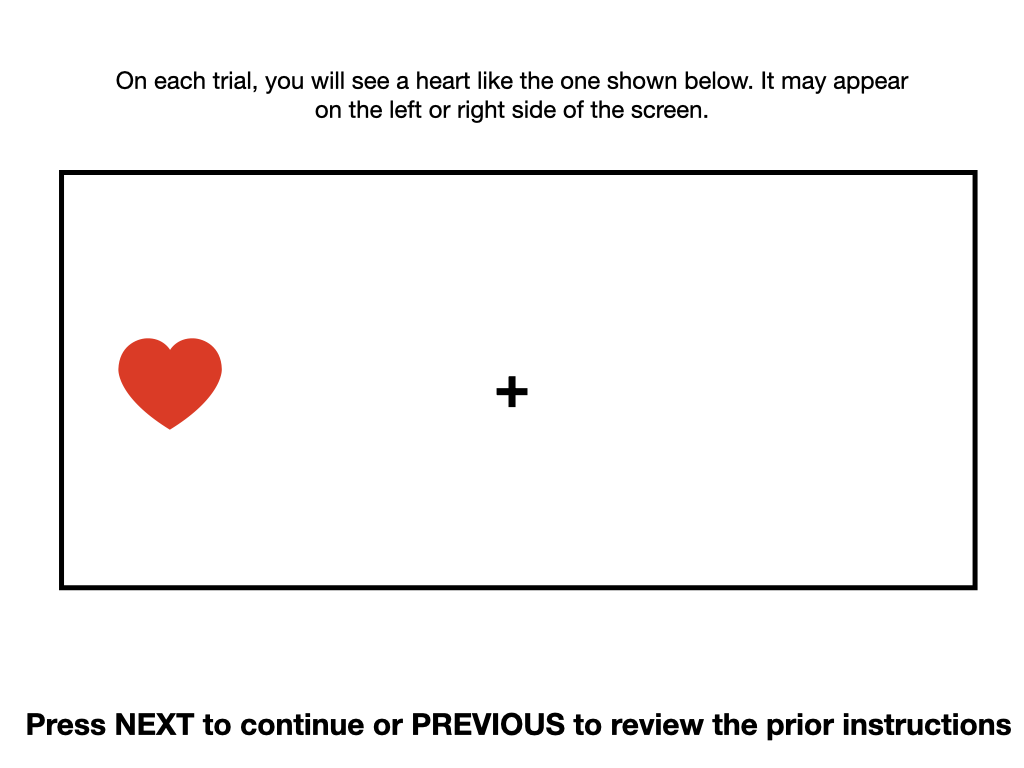 On each trial, you will see a heart like the one shown below. It may appear
on the left or right side of the screen.
+
Press NEXT to continue or PREVIOUS to review the prior instructions